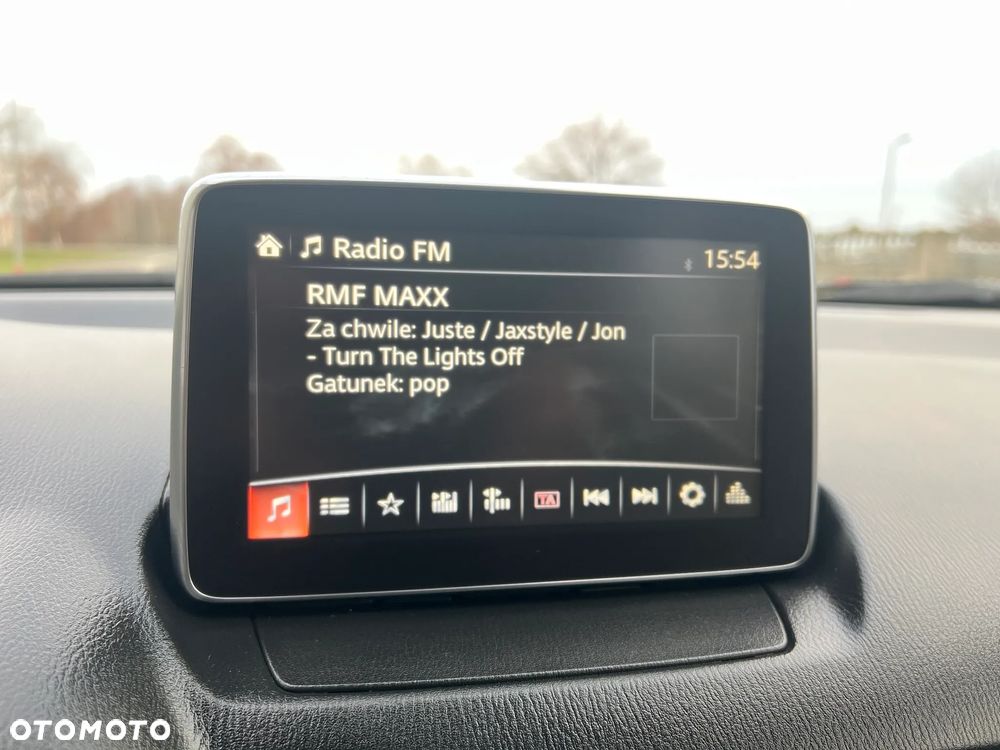 Radio FM
15:54
RMF MAXX
Za chwile: Juste / Jaxstyle / Jon
- Turn The Lights Off
Gatunek: pop
TA
OTOMOTO